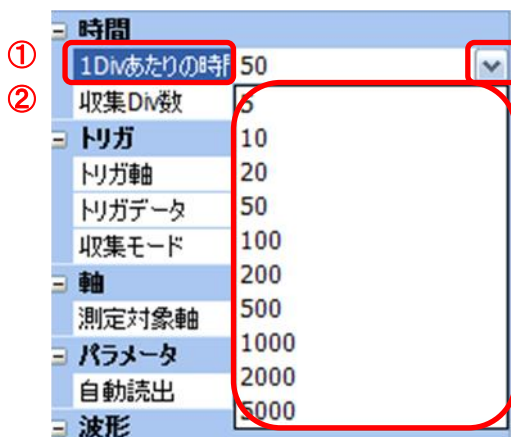 時間
① 1Divあたりの時 50
② 収集Div数 5
トリガ 10
トリガ軸 20
トリガデータ 50
収集モード 100
軸 200
測定対象軸 500
パラメータ 1000
自動読出 2000
波形 5000